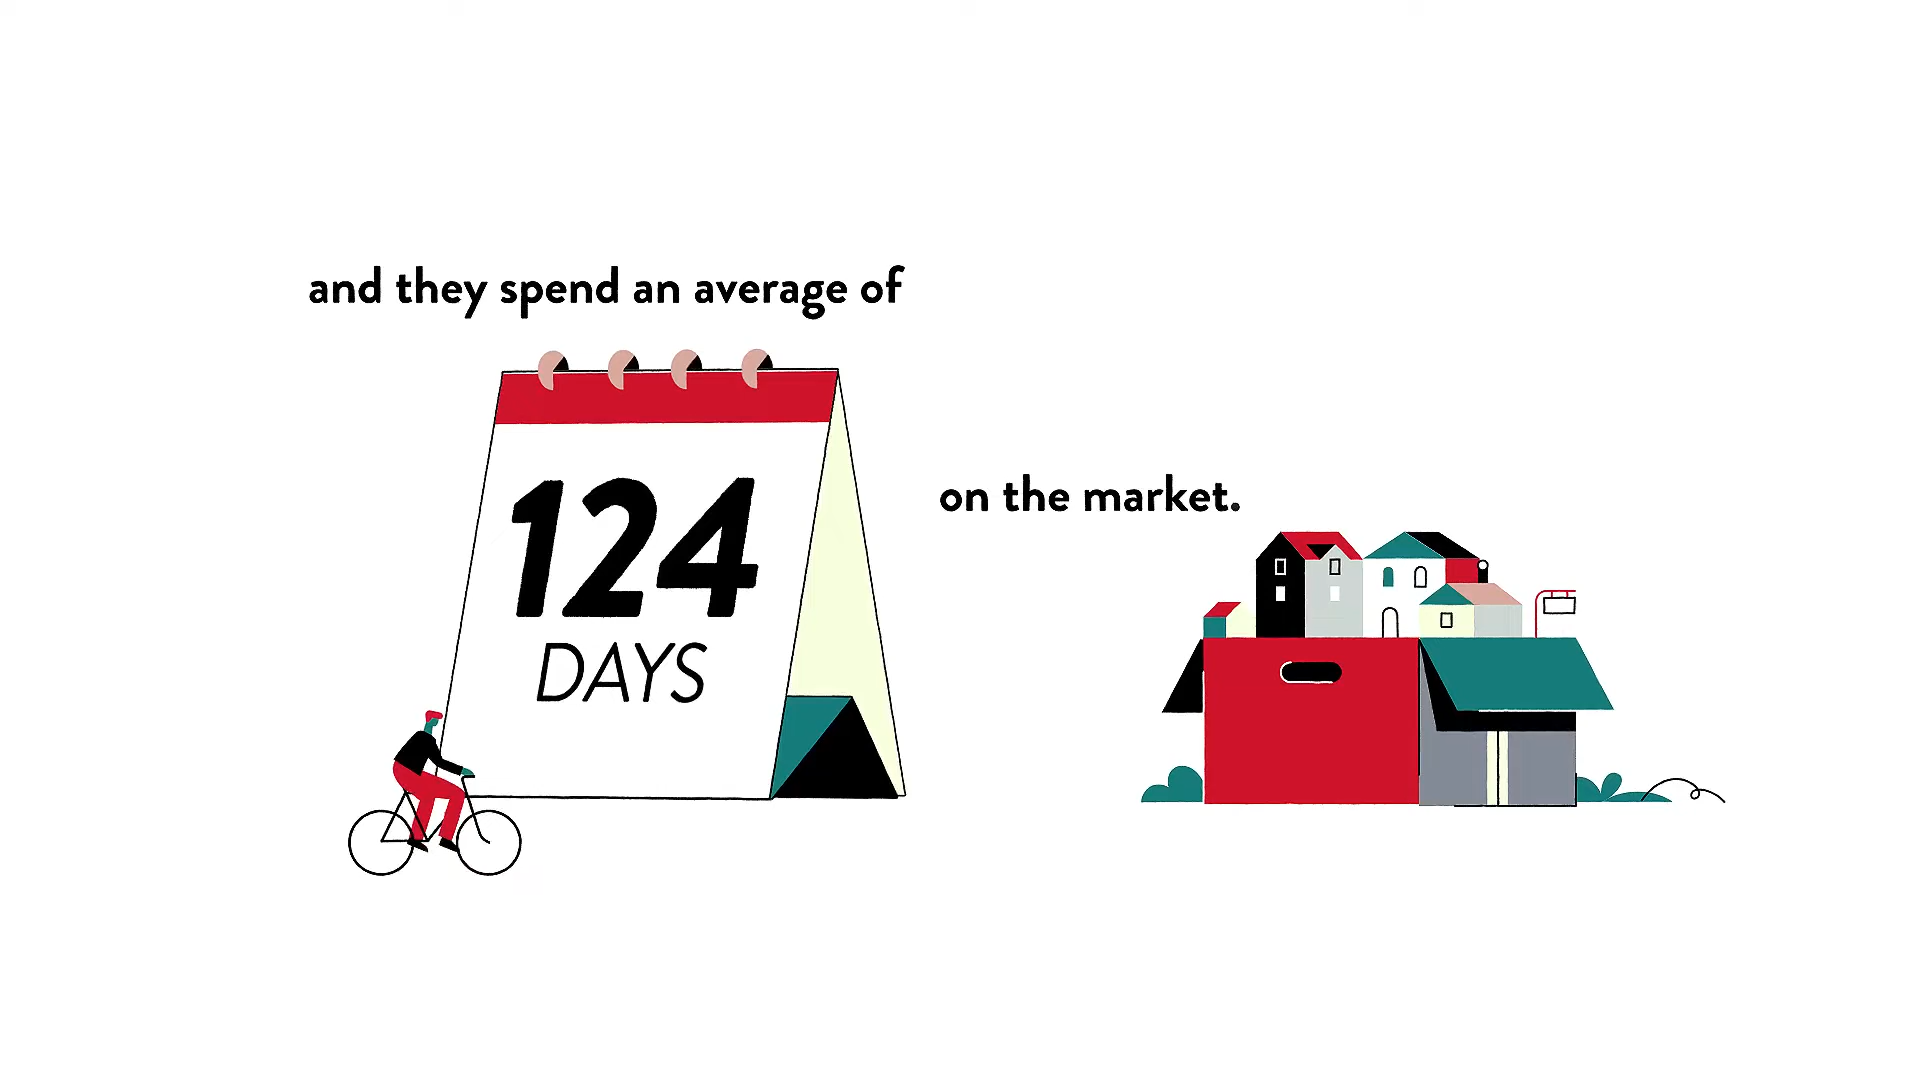 and they spend an average of
124
DAYS
on the market.